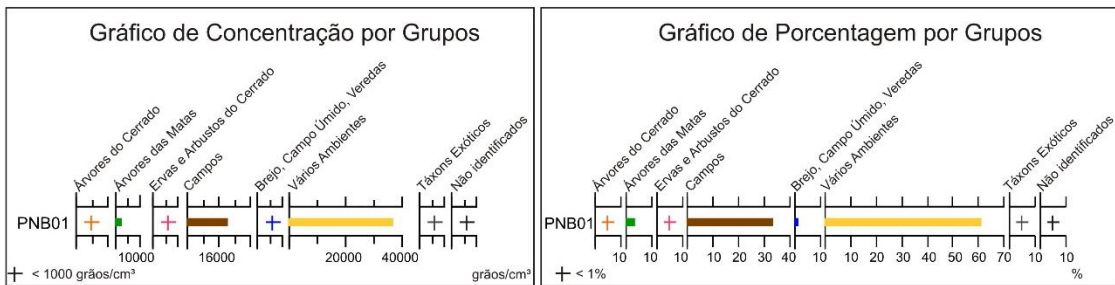 Gráfico de Concentração por Grupos
Árvores do Cerrado
Árvores das Matas
Ervas e Arbustos do Cerrado
Campos
Brejo, Campo Úmido, Veredas
Vários Ambientes
Táxons Exóticos
Não identificados
PNB01
10000 16000 20000 40000
+ < 1000 grãos/cm³ grãos/cm³
Gráfico de Porcentagem por Grupos
Árvores do Cerrado
Árvores das Matas
Ervas e Arbustos do Cerrado
Campos
Brejo, Campo Úmido, Veredas
Vários Ambientes
Táxons Exóticos
Não identificados
PNB01
10 10 10 10 20 30 40 10 10 20 30 40 50 60 70 10 10
+ < 1% %